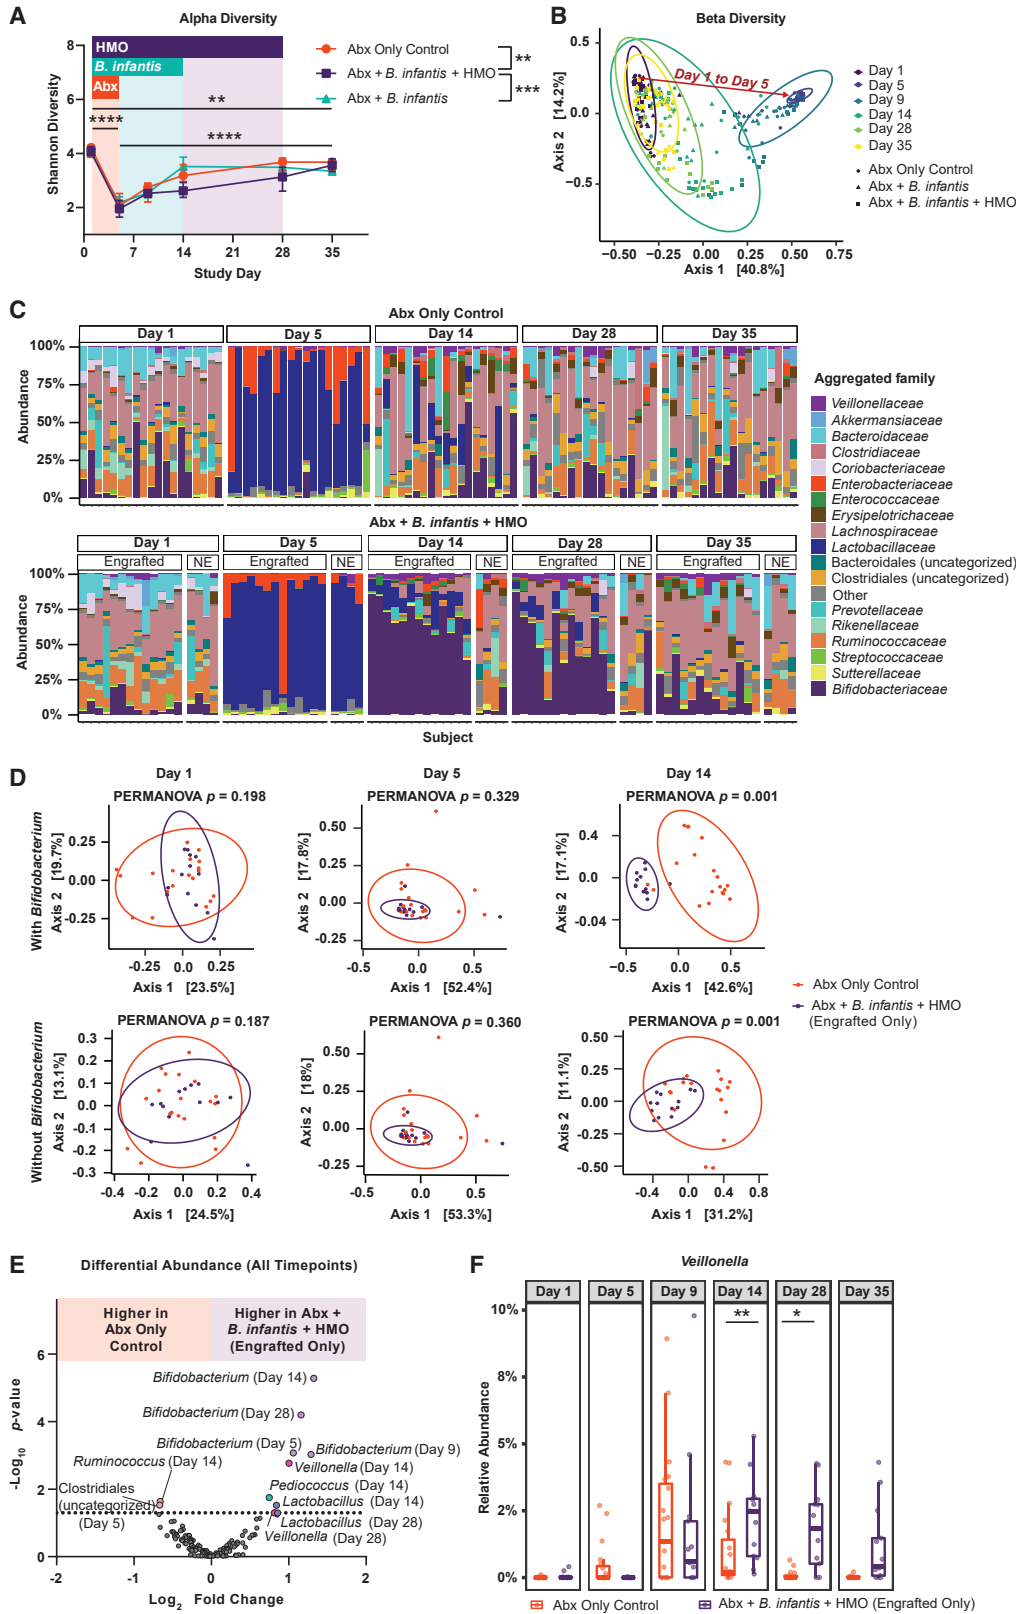 A
Alpha Diversity
HMO
B. infantis
Abx
Abx Only Control
Abx + B. infantis + HMO
Abx + B. infantis
**
***
**
****
****
Shannon Diversity
8
6
4
2
0
7
14
21
28
35
Study Day
B
Beta Diversity
Day 1 to Day 5
Axis 2 [14.2%]
0.5
0.0
−0.5
−0.50
−0.25
0.00
0.25
0.50
0.75
Axis 1 [40.8%]
Day 1
Day 5
Day 9
Day 14
Day 28
Day 35
Abx Only Control
Abx + B. infantis
Abx + B. infantis + HMO
C
Abx Only Control
Day 1
Day 5
Day 14
Day 28
Day 35
Abundance
100%
75%
50%
25%
0%
Abx + B. infantis + HMO
Day 1
Day 5
Day 14
Day 28
Day 35
Engrafted
NE
Engrafted
NE
Engrafted
NE
Engrafted
NE
Engrafted
NE
Abundance
100%
75%
50%
25%
0%
Subject
Aggregated family
Veillonellaceae
Akkermansiaceae
Bacteroidaceae
Clostridiaceae
Coriobacteriaceae
Enterobacteriaceae
Enterococcaceae
Erysipelotrichaceae
Lachnospiraceae
Lactobacillaceae
Bacteroidales (uncategorized)
Clostridiales (uncategorized)
Other
Prevotellaceae
Rikenellaceae
Ruminococcaceae
Streptococcaceae
Sutterellaceae
Bifidobacteriaceae
D
With Bifidobacterium
Day 1
PERMANOVA p = 0.198
Axis 2 [19.7%]
0.25
0.00
-0.25
-0.25
0.0
0.25
Axis 1 [23.5%]
Day 5
PERMANOVA p = 0.329
Axis 2 [17.8%]
0.50
0.25
0.00
-0.25
0.0
0.5
Axis 1 [52.4%]
Day 14
PERMANOVA p = 0.001
Axis 2 [17.1%]
0.4
0.0
-0.04
−0.5
0.0
0.5
Axis 1 [42.6%]
Abx Only Control
Abx + B. infantis + HMO
(Engrafted Only)
Without Bifidobacterium
PERMANOVA p = 0.187
Axis 2 [13.1%]
0.3
0.2
0.1
0.0
-0.1
-0.2
-0.3
-0.4
-0.2
0.0
0.2
0.4
Axis 1 [24.5%]
PERMANOVA p = 0.360
Axis 2 [18%]
0.50
0.25
0.00
-0.25
0.0
0.5
Axis 1 [53.3%]
PERMANOVA p = 0.001
Axis 2 [11.1%]
0.50
0.25
0.00
-0.25
-0.50
-0.4
0.0
0.4
0.8
Axis 1 [31.2%]
E
Differential Abundance (All Timepoints)
Higher in
Abx Only
Control
Higher in Abx +
B. infantis + HMO
(Engrafted Only)
Bifidobacterium (Day 14)
Bifidobacterium (Day 28)
Bifidobacterium (Day 5)
Bifidobacterium (Day 9)
Ruminococcus
(Day 14)
Veillonella (Day 14)
Pediococcus (Day 14)
Clostridiales
(uncategorized)
(Day 5)
Lactobacillus (Day 14)
Lactobacillus (Day 28)
Veillonella (Day 28)
-Log10 p-value
6
4
2
0
-2
-1
0
1
2
Log2 Fold Change
F
Veillonella
Day 1
Day 5
Day 9
Day 14
Day 28
Day 35
**
*
Relative Abundance
10%
8%
5%
2%
0%
Abx Only Control
Abx + B. infantis + HMO (Engrafted Only)